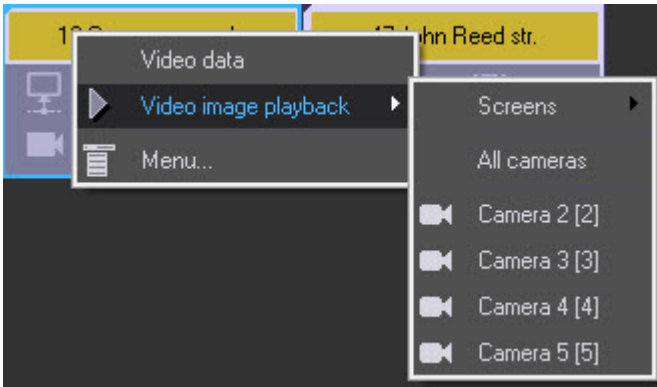 John Reed str.
Video data
Video image playback
Menu...
Screens
All cameras
Camera 2 [2]
Camera 3 [3]
Camera 4 [4]
Camera 5 [5]